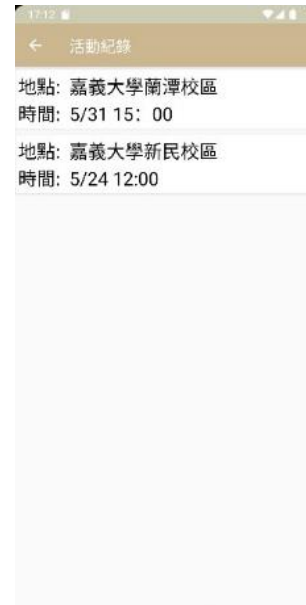 17:12
活動紀錄
地點: 嘉義大學蘭潭校區
時間: 5/31 15：00
地點: 嘉義大學新民校區
時間: 5/24 12:00